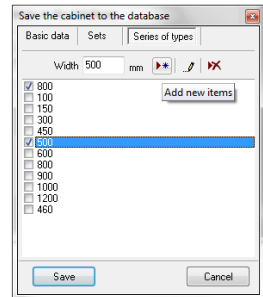 Save the cabinet to the database
Basic data Sets Series of types
Width 500 mm
Add new items
800
100
150
300
450
500
600
800
900
1000
1200
460
Save Cancel